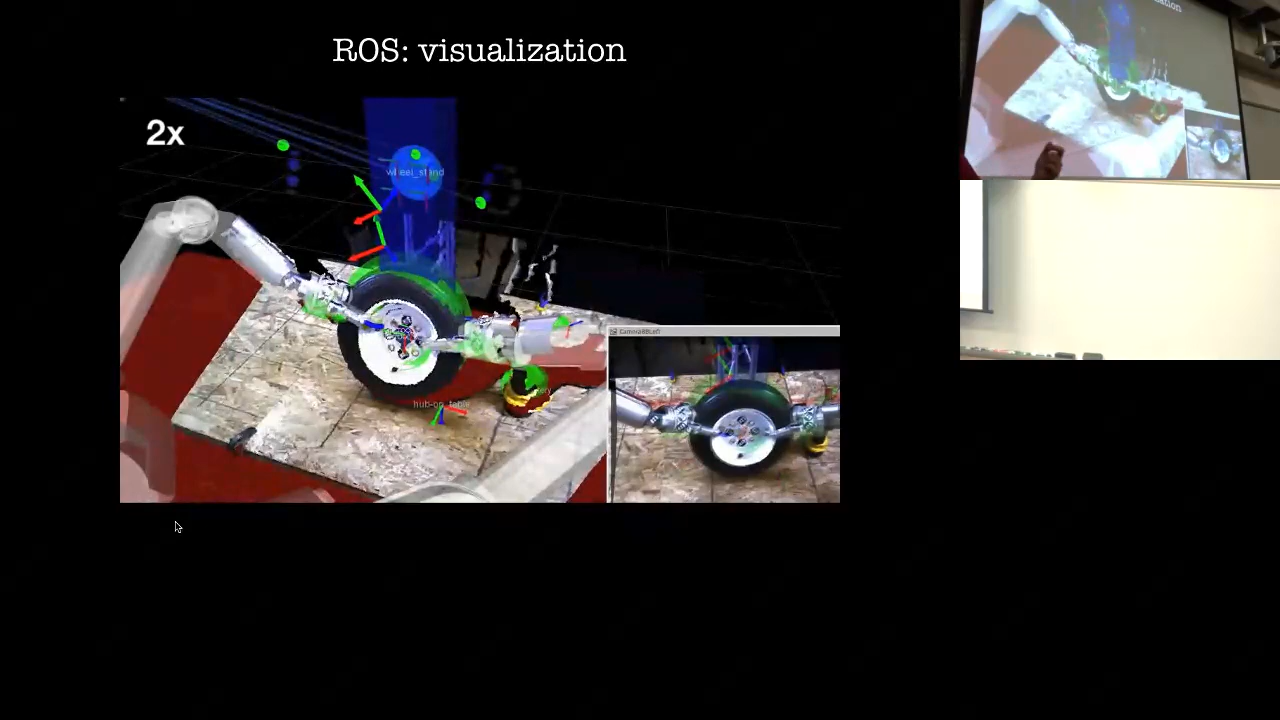 ROS: visualization
2x
wheel_stand
hub-on_table